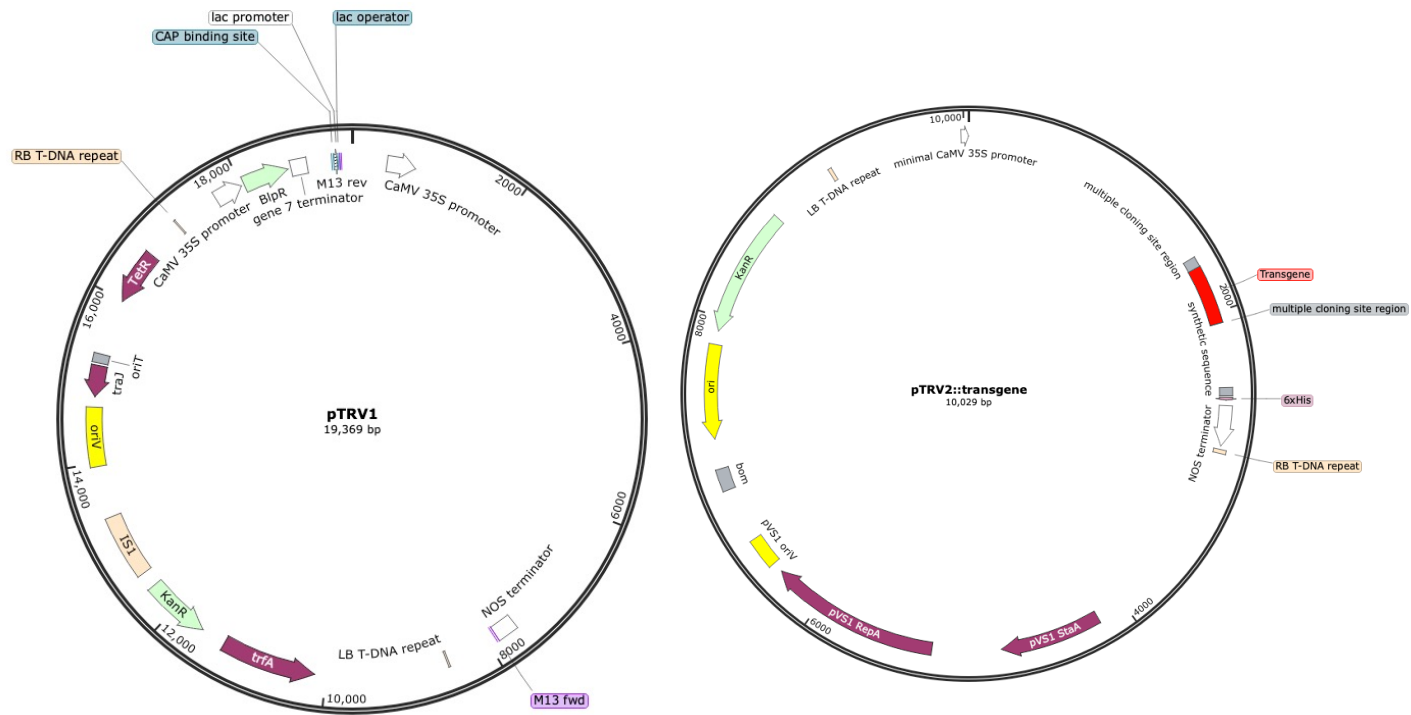 lac promoter
lac operator
CAP binding site
RB T-DNA repeat
18,000
BlpR
M13 rev
gene 7 terminator
CaMV 35S promoter
CaMV 35S promoter
2000
TetR
16,000
4000
oriT
traJ
oriV
pTRV1
19,369 bp
14,000
6000
IS1
KanR
12,000
trfA
NOS terminator
LB T-DNA repeat
8000
10,000
M13 fwd
10,000
minimal CaMV 35S promoter
LB T-DNA repeat
multiple cloning site region
KanR
Transgene
2000
multiple cloning site region
synthetic sequence
8000
ori
pTRV2::transgene
10,029 bp
6xHis
NOS terminator
RB T-DNA repeat
bom
pVS1 oriV
pVS1 RepA
6000
pVS1 StaA
4000